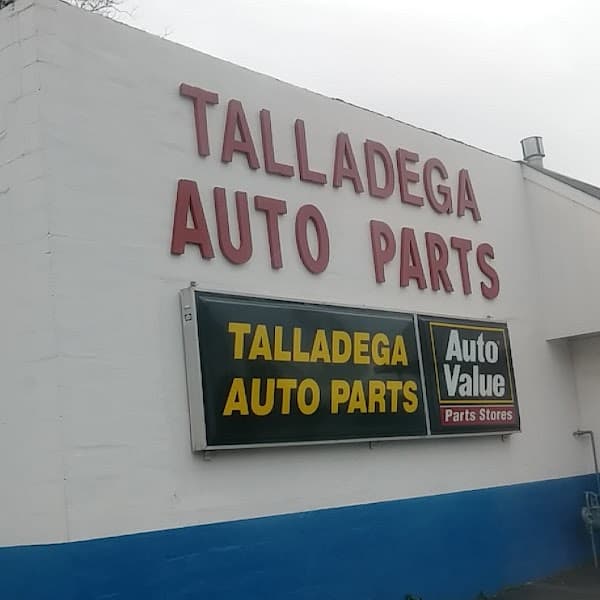 TALLADEGA
AUTO PARTS
TALLADEGA
AUTO PARTS
Auto
Value
Parts Stores